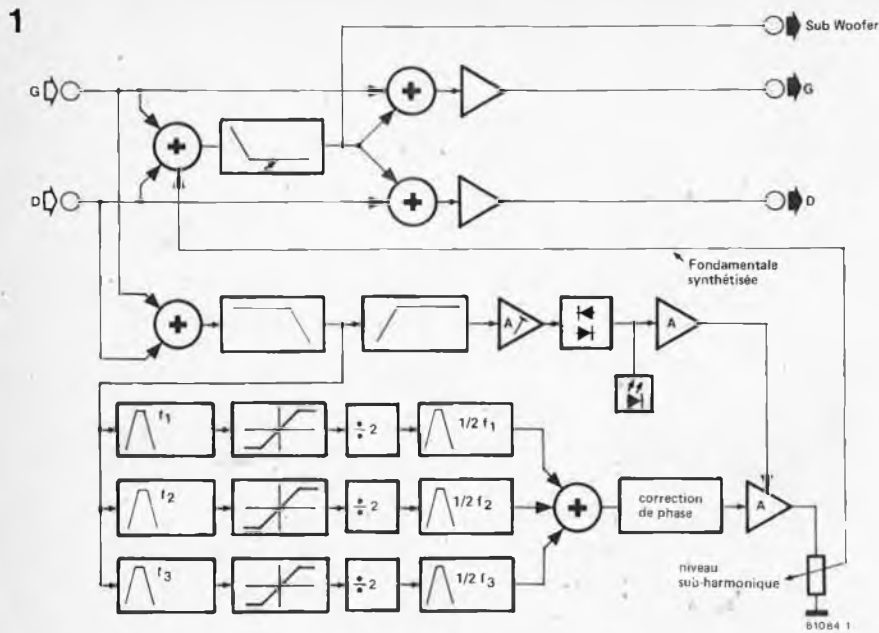 1
Sub Woofer
G
G
D
D
Fondamentale
synthétisée
A
A
f1
÷ 2
1/2 f1
f2
÷ 2
1/2 f2
correction
de phase
A
f3
÷ 2
1/2 f3
niveau
sub-harmonique
81084 1